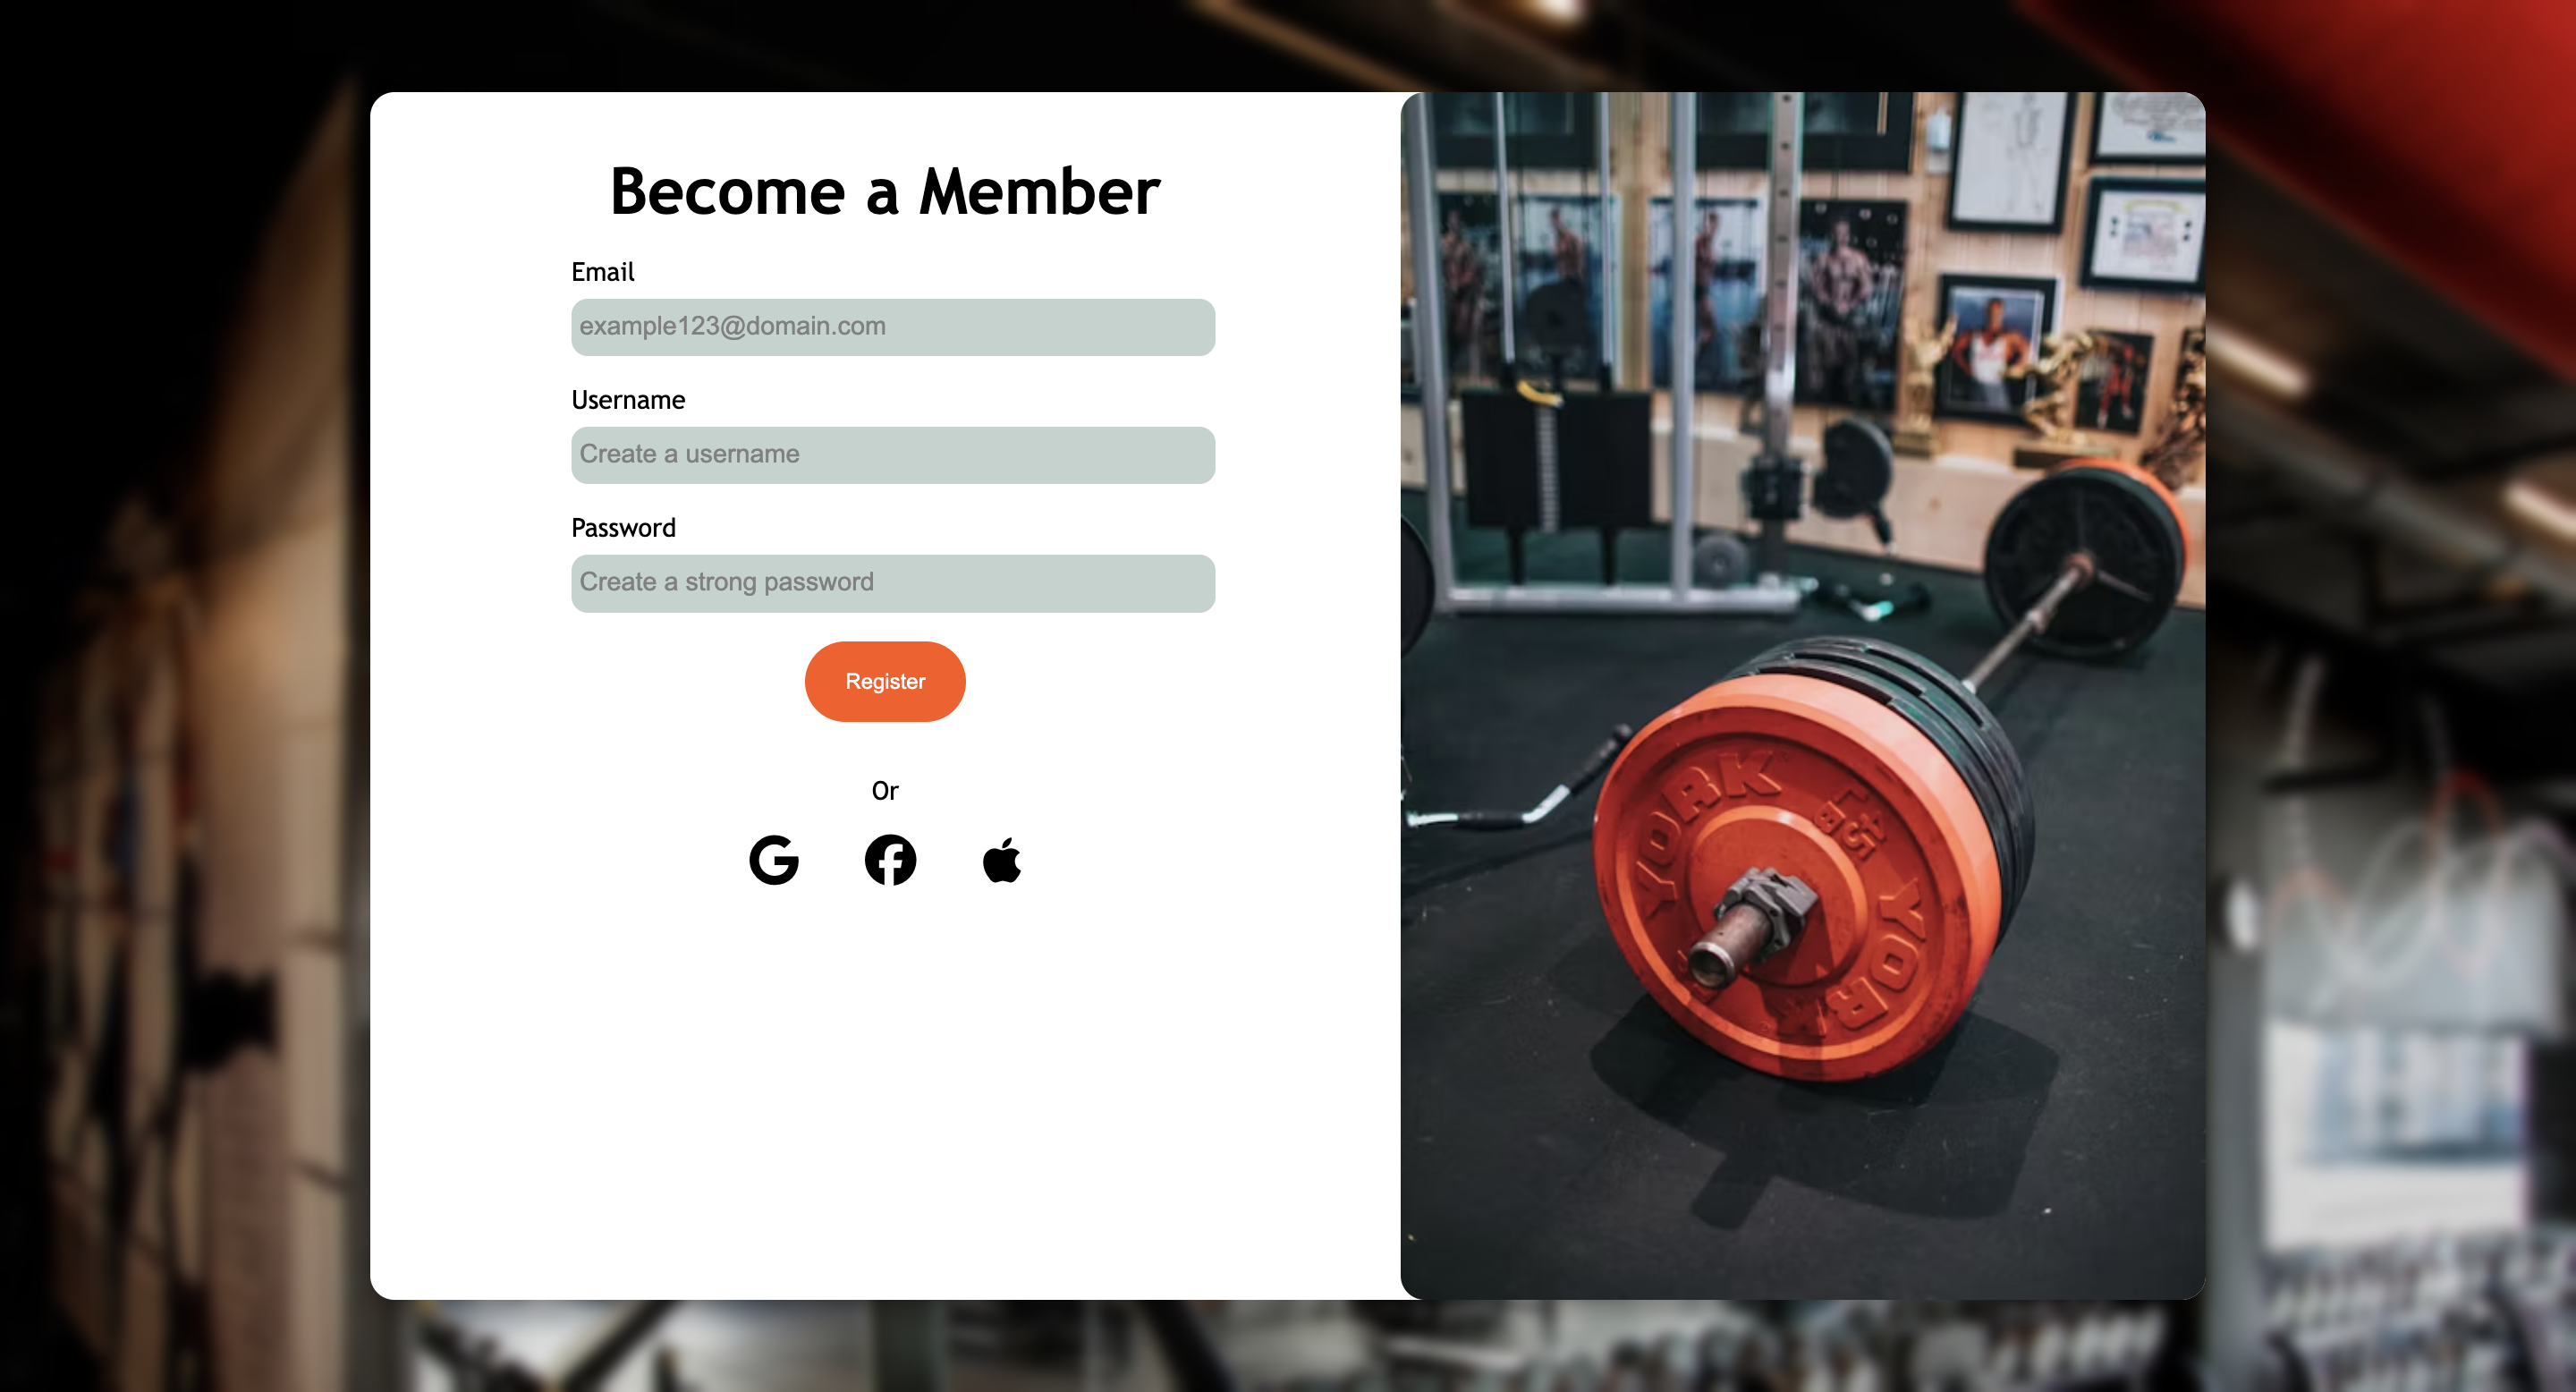 Become a Member
Email
example123@domain.com
Username
Create a username
Password
Create a strong password
Register
Or
YORK
YORK